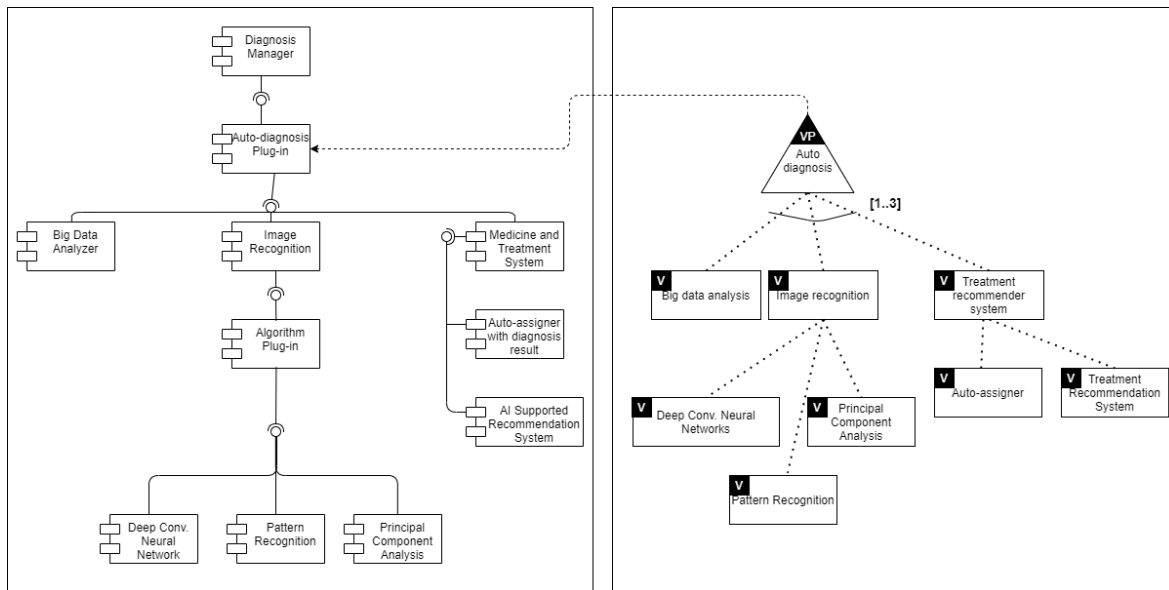 Diagnosis
Manager
Auto-diagnosis
Plug-in
Big Data
Analyzer
Image
Recognition
Medicine and
Treatment
System
Algorithm
Plug-in
Auto-assigner
with diagnosis
result
AI Supported
Recommendation
System
Deep Conv.
Neural
Network
Pattern
Recognition
Principal
Component
Analysis
VP
Auto
diagnosis
[1..3]
V
Big data analysis
V
Image recognition
V
Treatment
recommender
system
V
Deep Conv. Neural
Networks
V
Principal
Component
Analysis
V
Auto-assigner
V
Treatment
Recommendation
System
V
Pattern Recognition